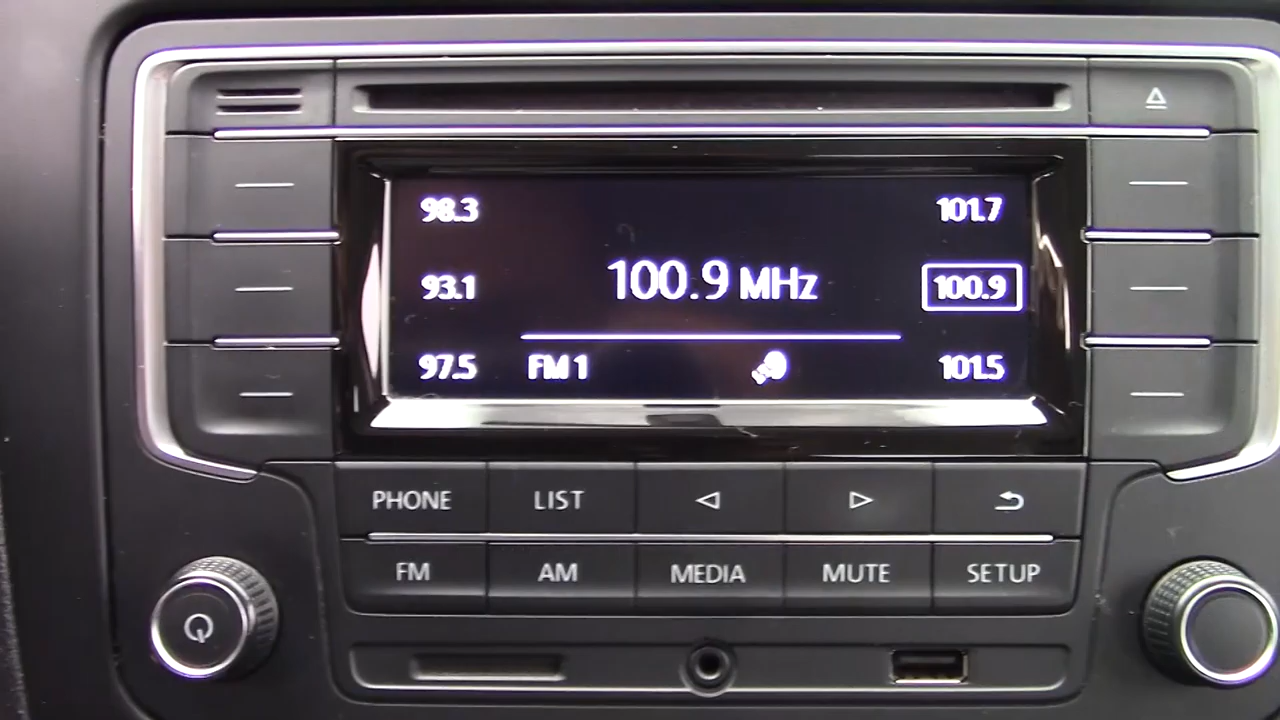 98.3 101.7
93.1 100.9 MHz 100.9
97.5 FM 1 101.5
PHONE LIST
FM AM MEDIA MUTE SETUP